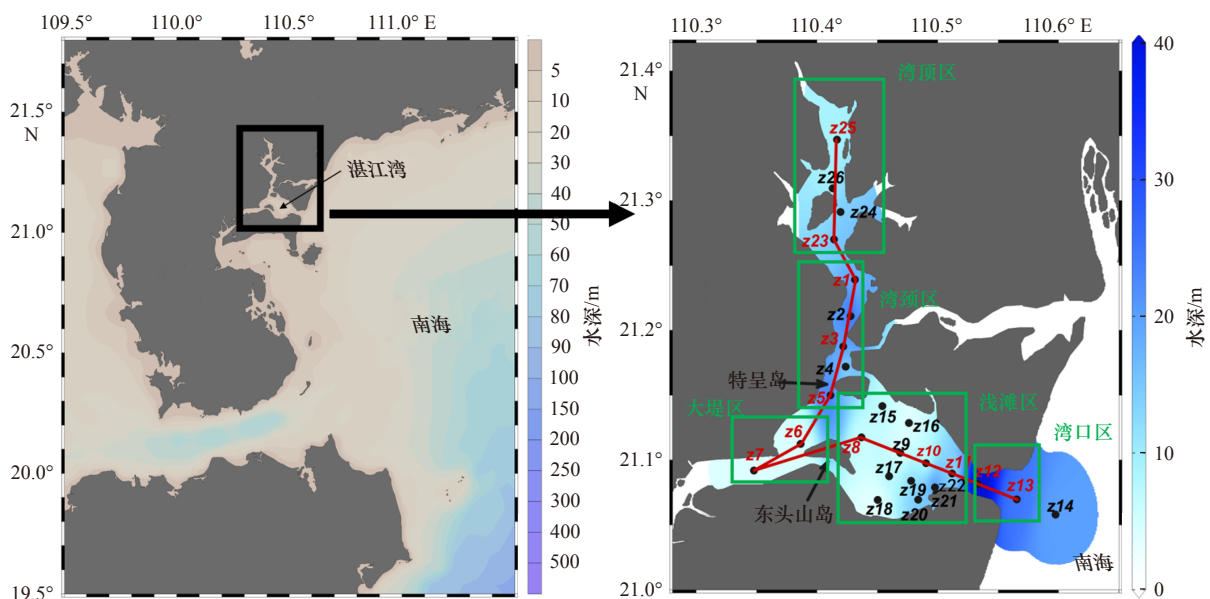 109.5° 110.0° 110.5° 111.0° E
21.5°
N
21.0°
20.5°
20.0°
19.5°
湛江湾
南海
5
10
20
30
40
50
60
70
80
90
100
150
200
250
300
500
水深/m
110.3° 110.4° 110.5° 110.6° E
21.4°
N
21.3°
21.2°
21.1°
21.0°
湾顶区
z25
z26
z24
z23
z1
湾颈区
z2
z3
z4
特呈岛
z5
大堤区
浅滩区
z15
z16
湾口区
z6
z7
z8
z9
z10
z11
z12
z13
z17
z19
z22
z21
z18
z20
z14
东头山岛
南海
40
30
20
10
0
水深/m